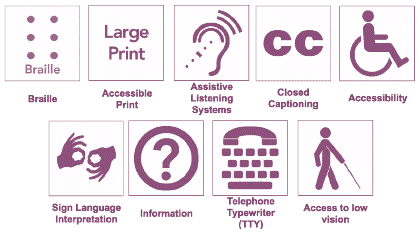 Braille
Large
Print
CC
Braille
Accessible
Print
Assistive
Listening
Systems
Closed
Captioning
Accessibility
?
Sign Language
Interpretation
Information
Telephone
Typewriter
(TTY)
Access to low
vision